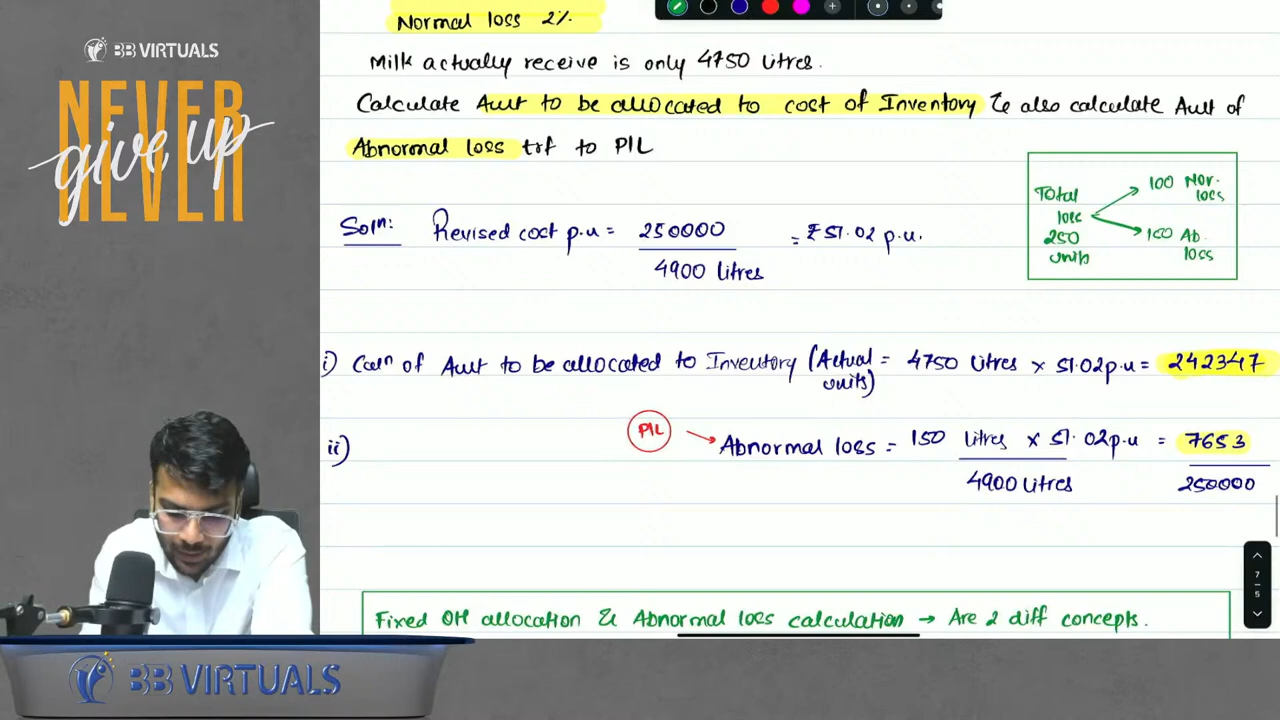 BB VIRTUALS
NEVER
give up
NEVER
Normal loss 2%
Milk actually receive is only 4750 Litres.
Calculate Amt to be allocated to cost of Inventory & also calculate Amt of
Abnormal loss trf to P/L
Total loss 250 units
100 Nor. loss
150 Ab. loss
Soln: Revised cost p.u = 250000 = ₹51.02 p.u.
4900 litres
i) Caln of Amt to be allocated to Inventory (Actual units) = 4750 Litres × 51.02 p.u = 242347
ii) P/L → Abnormal loss = 150 litres × 51.02 p.u = 7653
4900 Litres 250000
7
5
Fixed OH allocation & Abnormal loss calculation → Are 2 diff concepts.
BB VIRTUALS